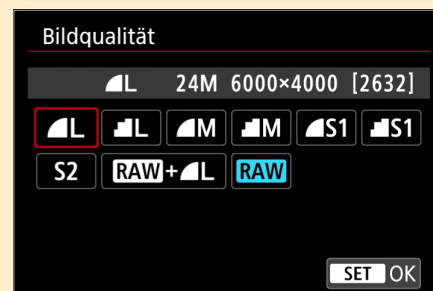 Bildqualität
L 24M 6000×4000 [2632]
L L M M S1 S1
S2 RAW+L RAW
SET OK